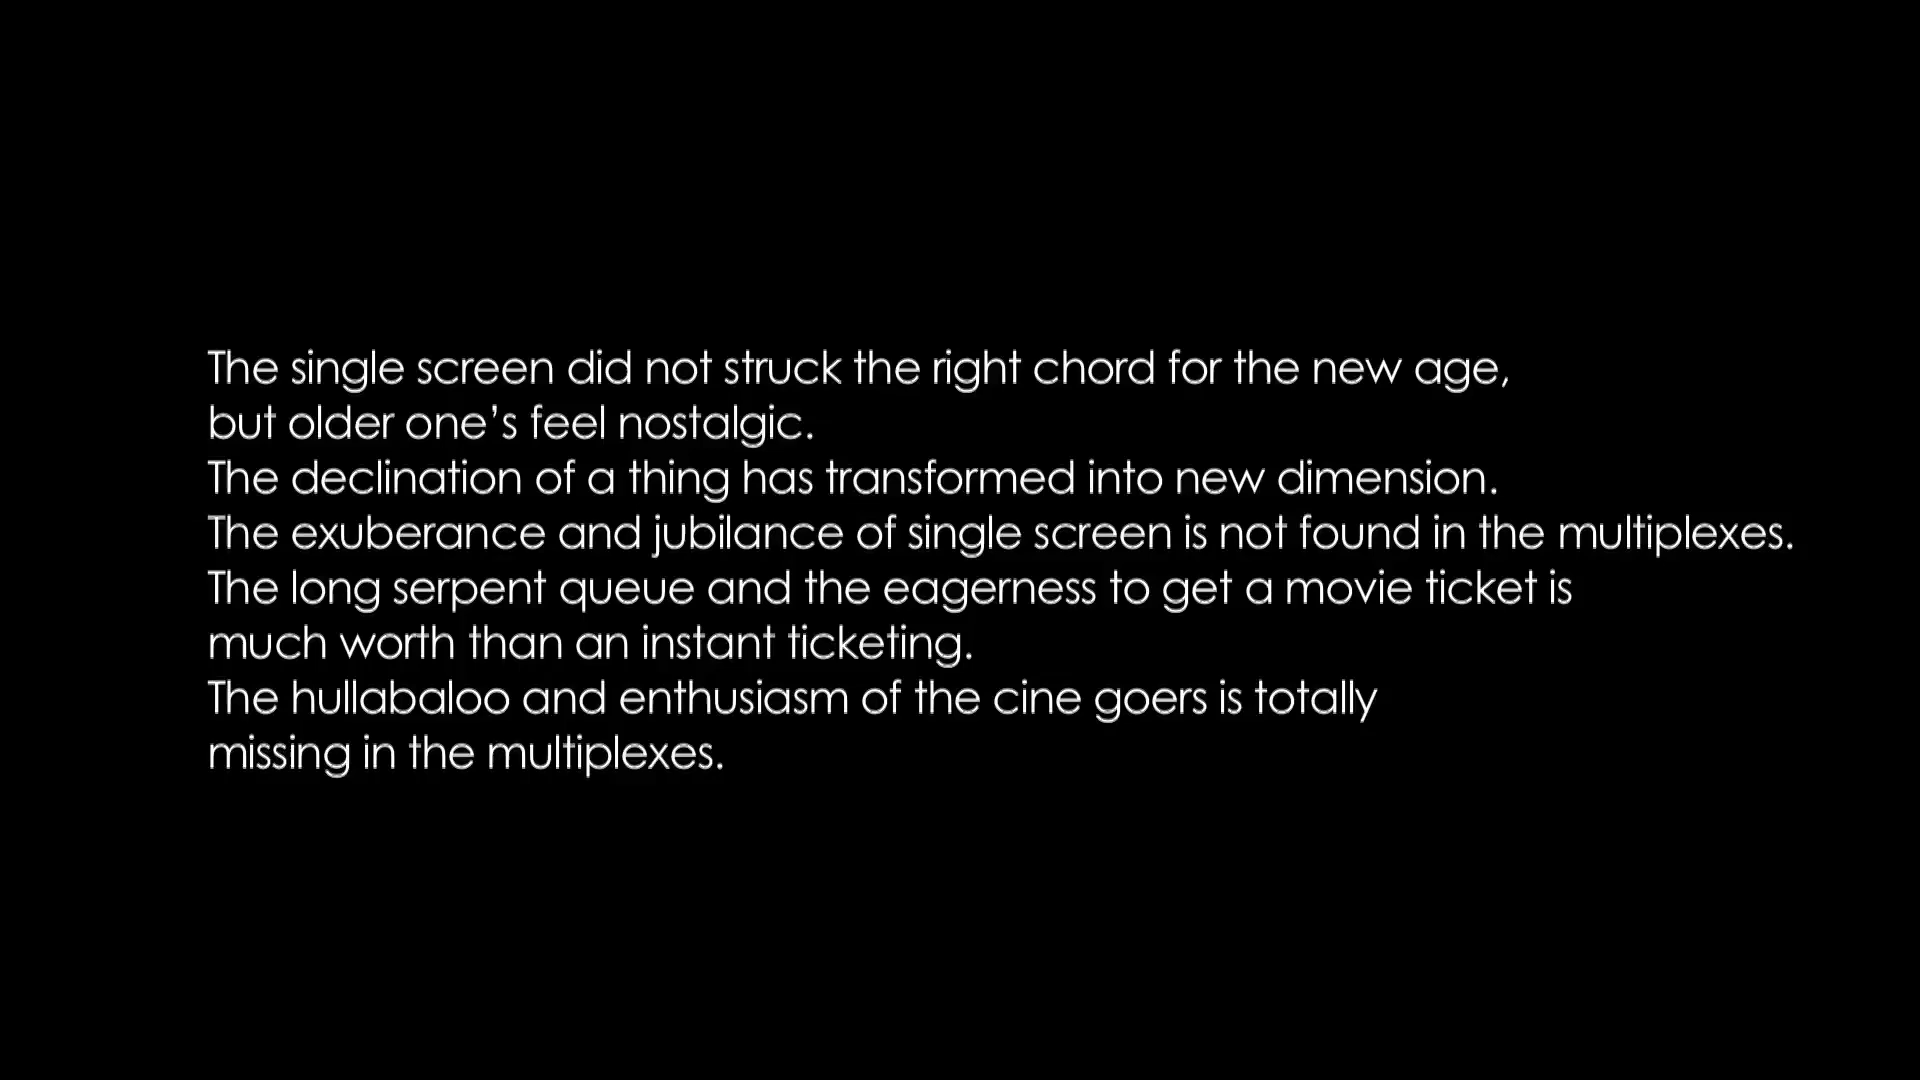 The single screen did not struck the right chord for the new age,
but older one’s feel nostalgic.
The declination of a thing has transformed into new dimension.
The exuberance and jubilance of single screen is not found in the multiplexes.
The long serpent queue and the eagerness to get a movie ticket is
much worth than an instant ticketing.
The hullabaloo and enthusiasm of the cine goers is totally
missing in the multiplexes.